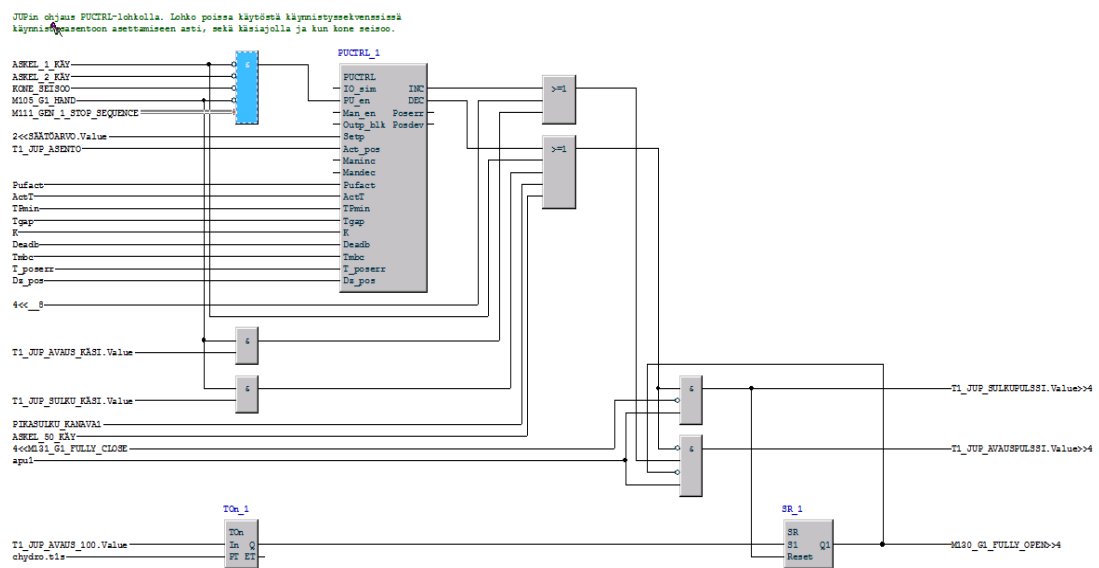 JUPin ohjaus PUCTRL-lohkolla. Lohko poissa käytöstä käynnistyssekvenssissä
käynnistysasentoon asettamiseen asti, sekä käsiajolla ja kun kone seisoo.
PUCTRL_1
ASKEL_1_KÄY
ASKEL_2_KÄY
KONE_SEISOO
M105_G1_HAND
M111_GEN_1_STOP_SEQUENCE
2<<SÄÄTÖARVO.Value
T1_JUP_ASENTO
Pufact
ActT
TPmin
Tgap
K
Deadb
Tmbc
T_poserr
Dz_pos
4<<__8
&
PUCTRL
IO_sim INC
PU_en DEC
Man_en Poserr
Outp_blk Posdev
Setp
Act_pos
Maninc
Mandec
Pufact
ActT
TPmin
Tgap
K
Deadb
Tmbc
T_poserr
Dz_pos
>=1
>=1
&
T1_JUP_AVAUS_KÄSI.Value
&
T1_JUP_SULKU_KÄSI.Value
PIKASULKU_KANAVA1
ASKEL_50_KÄY
4<<M131_G1_FULLY_CLOSE
apu1
&
T1_JUP_SULKUPULSSI.Value>>4
&
T1_JUP_AVAUSPULSSI.Value>>4
TOn_1
TOn
In Q
PT ET
T1_JUP_AVAUS_100.Value
chydro.t1s
SR_1
SR
S1 Q1
Reset
M130_G1_FULLY_OPEN>>4